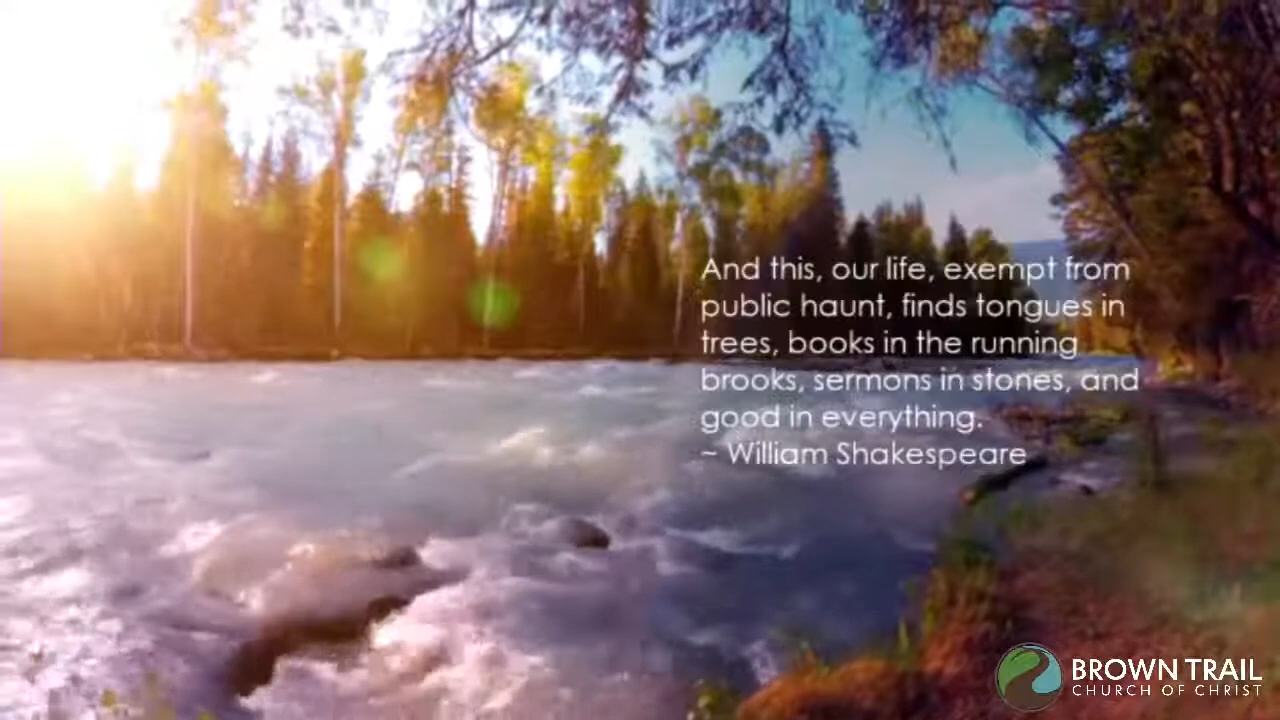 And this, our life, exempt from
public haunt, finds tongues in
trees, books in the running
brooks, sermons in stones, and
good in everything.
~ William Shakespeare
BROWN TRAIL
CHURCH OF CHRIST